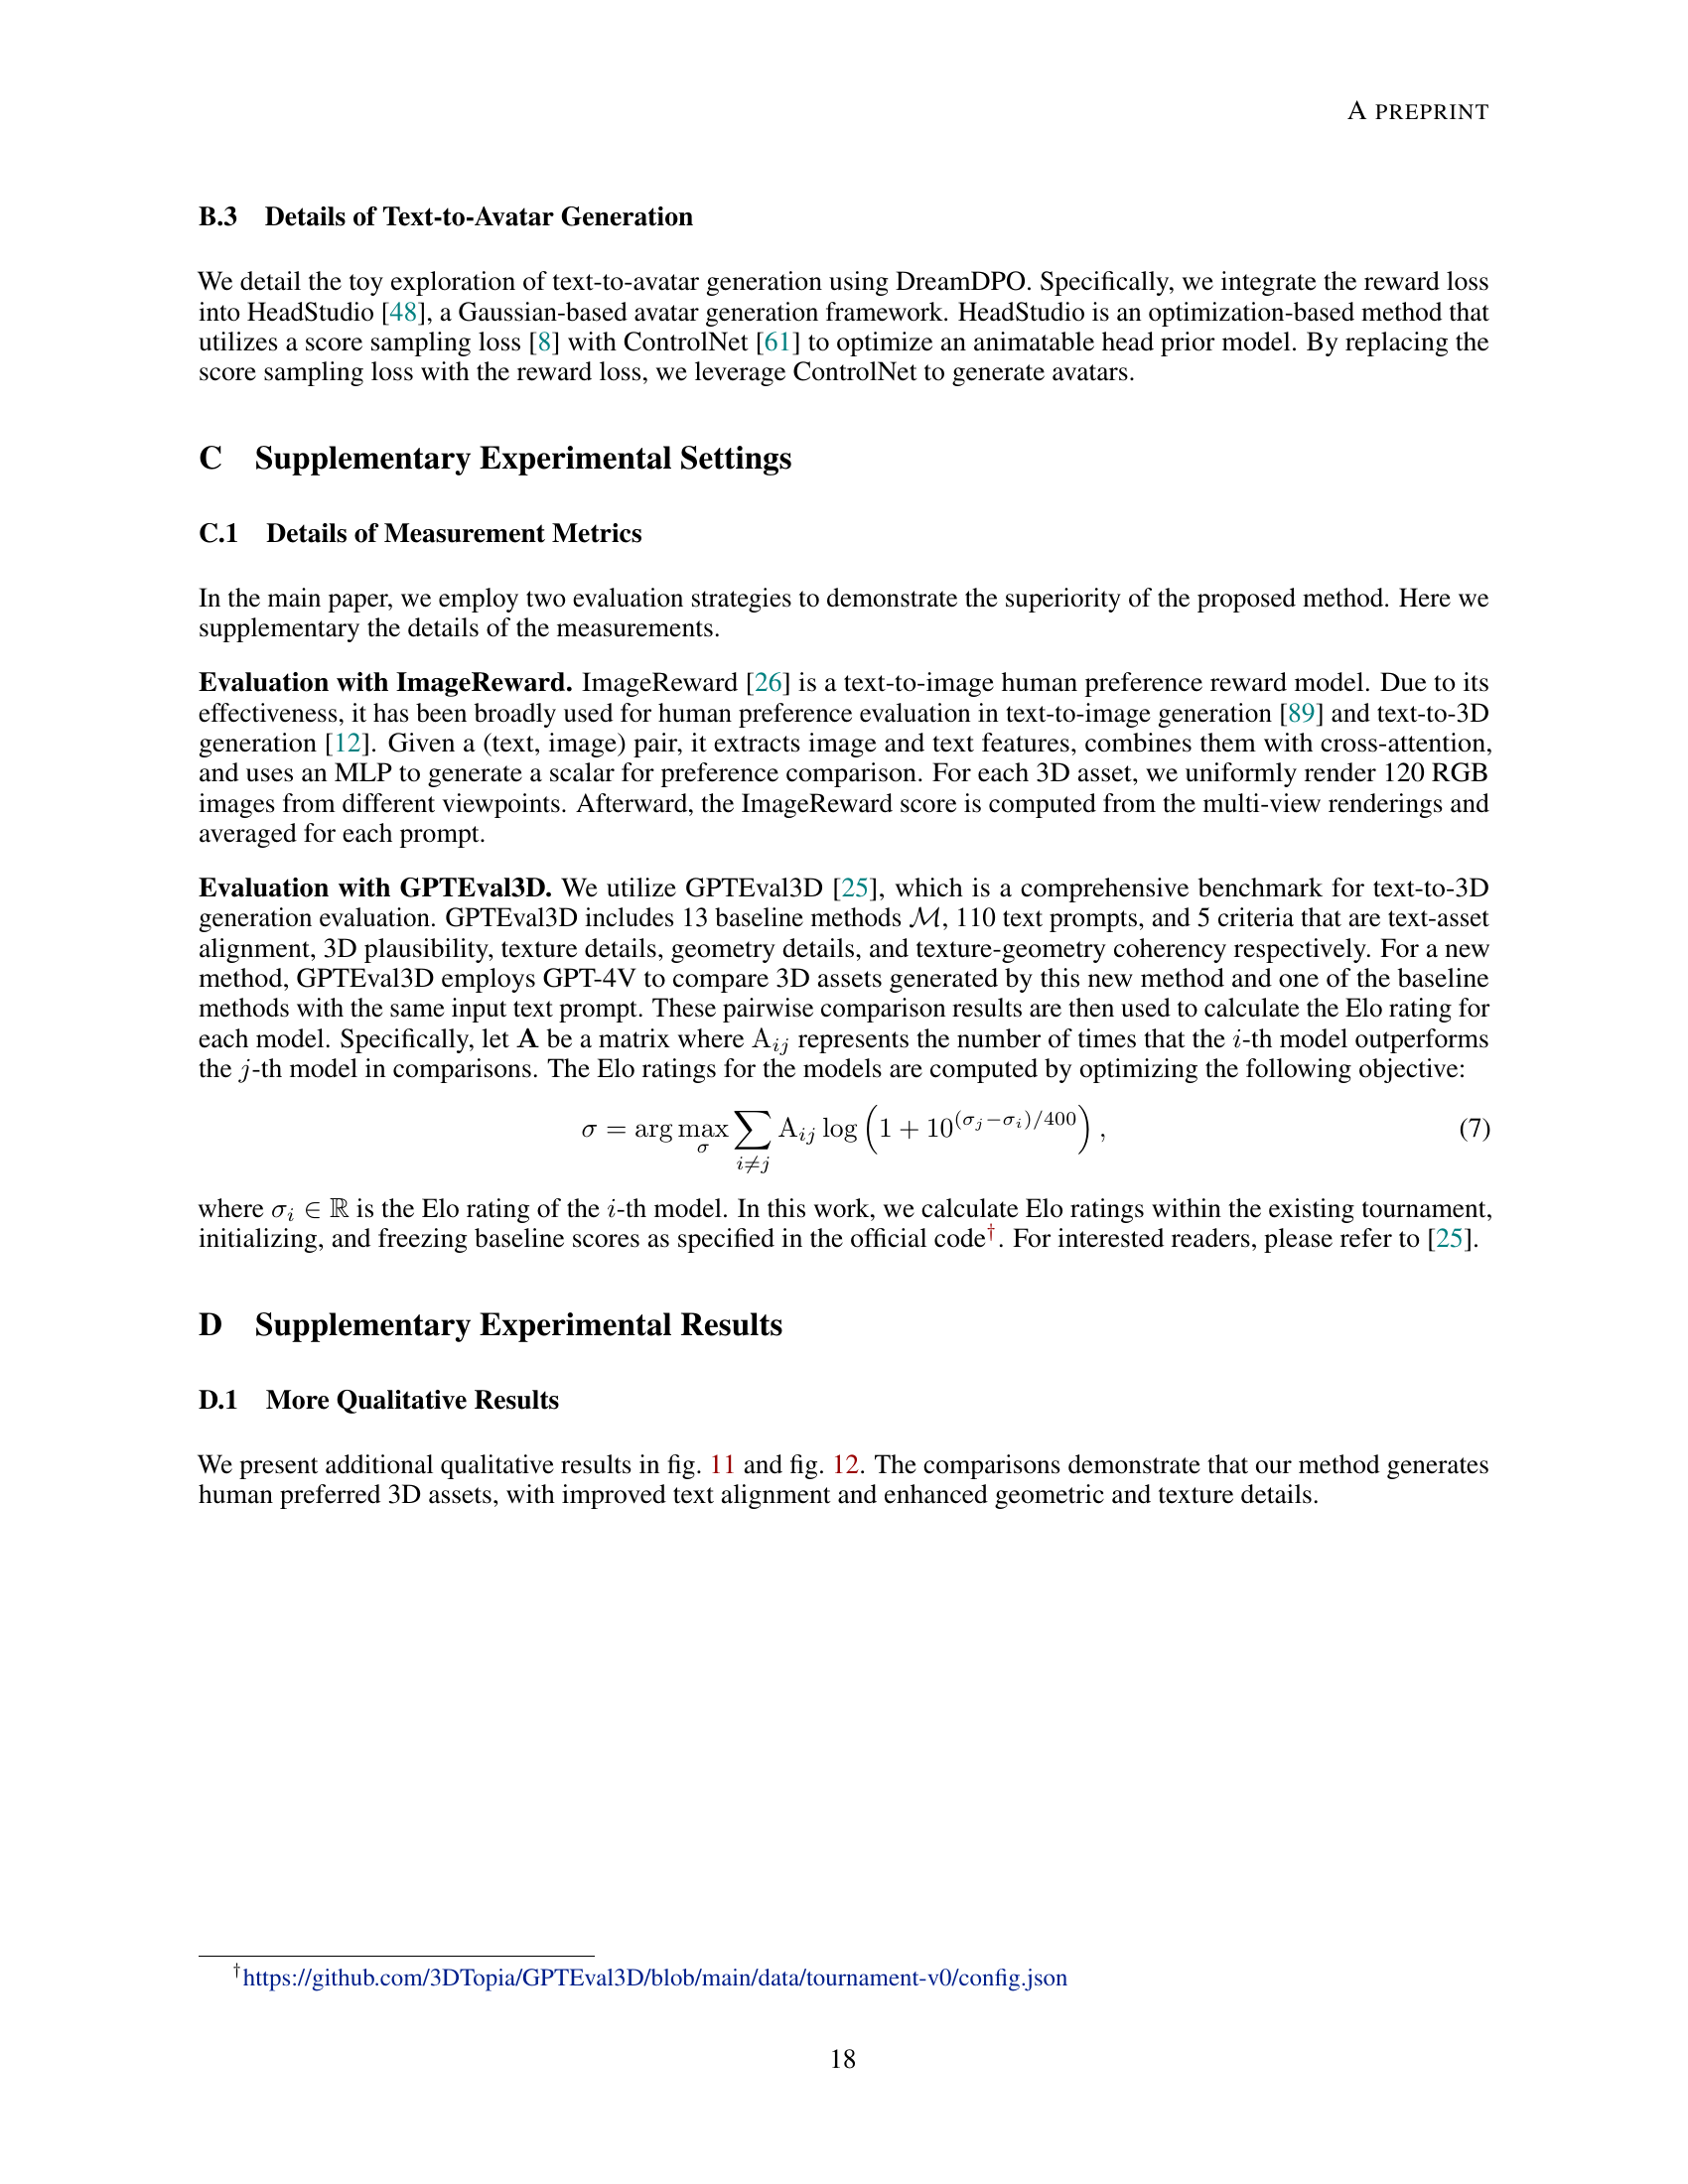 A PREPRINT
B.3 Details of Text-to-Avatar Generation
We detail the toy exploration of text-to-avatar generation using DreamDPO. Specifically, we integrate the reward loss
into HeadStudio [48], a Gaussian-based avatar generation framework. HeadStudio is an optimization-based method that
utilizes a score sampling loss [8] with ControlNet [61] to optimize an animatable head prior model. By replacing the
score sampling loss with the reward loss, we leverage ControlNet to generate avatars.
C Supplementary Experimental Settings
C.1 Details of Measurement Metrics
In the main paper, we employ two evaluation strategies to demonstrate the superiority of the proposed method. Here we
supplementary the details of the measurements.
Evaluation with ImageReward. ImageReward [26] is a text-to-image human preference reward model. Due to its
effectiveness, it has been broadly used for human preference evaluation in text-to-image generation [89] and text-to-3D
generation [12]. Given a (text, image) pair, it extracts image and text features, combines them with cross-attention,
and uses an MLP to generate a scalar for preference comparison. For each 3D asset, we uniformly render 120 RGB
images from different viewpoints. Afterward, the ImageReward score is computed from the multi-view renderings and
averaged for each prompt.
Evaluation with GPTEval3D. We utilize GPTEval3D [25], which is a comprehensive benchmark for text-to-3D
generation evaluation. GPTEval3D includes 13 baseline methods ℳ, 110 text prompts, and 5 criteria that are text-asset
alignment, 3D plausibility, texture details, geometry details, and texture-geometry coherency respectively. For a new
method, GPTEval3D employs GPT-4V to compare 3D assets generated by this new method and one of the baseline
methods with the same input text prompt. These pairwise comparison results are then used to calculate the Elo rating for
each model. Specifically, let A be a matrix where A_{ij} represents the number of times that the i-th model outperforms
the j-th model in comparisons. The Elo ratings for the models are computed by optimizing the following objective:
σ = arg max_σ ∑_{i≠j} A_{ij} log (1 + 10^{(σ_j−σ_i)/400}) , (7)
where σ_i ∈ ℝ is the Elo rating of the i-th model. In this work, we calculate Elo ratings within the existing tournament,
initializing, and freezing baseline scores as specified in the official code†. For interested readers, please refer to [25].
D Supplementary Experimental Results
D.1 More Qualitative Results
We present additional qualitative results in fig. 11 and fig. 12. The comparisons demonstrate that our method generates
human preferred 3D assets, with improved text alignment and enhanced geometric and texture details.
†https://github.com/3DTopia/GPTEval3D/blob/main/data/tournament-v0/config.json
18